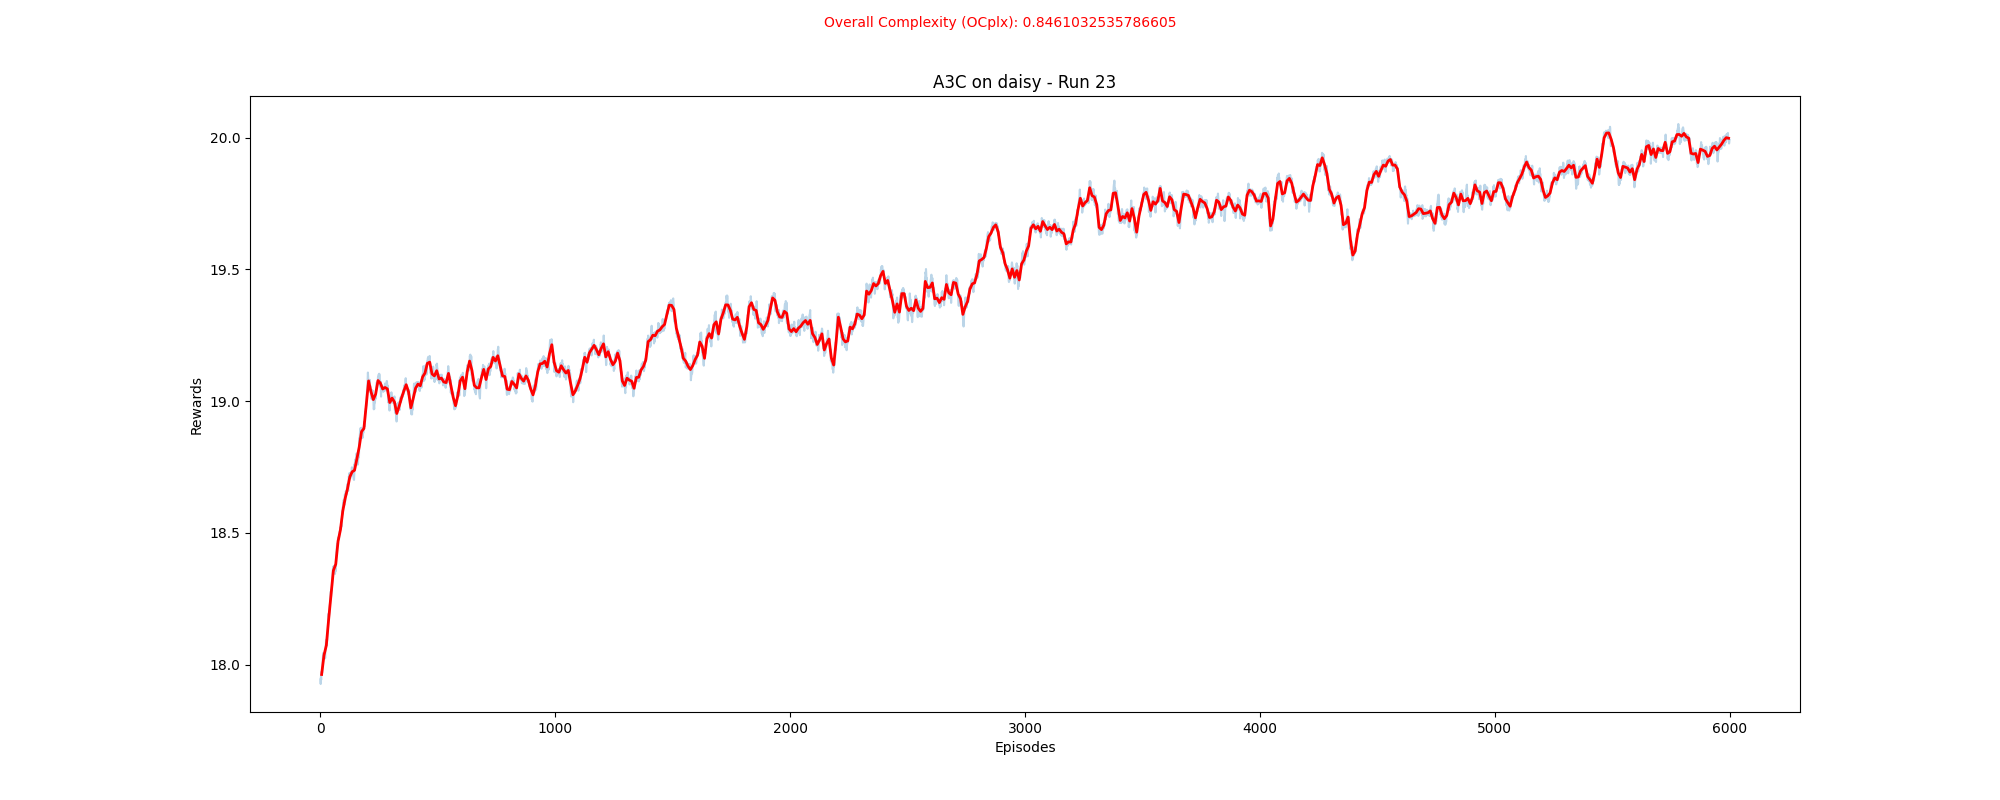 Overall Complexity (OCplx): 0.8461032535786605
A3C on daisy - Run 23
20.0
19.5
19.0
18.5
18.0
Rewards
0 1000 2000 3000 4000 5000 6000
Episodes